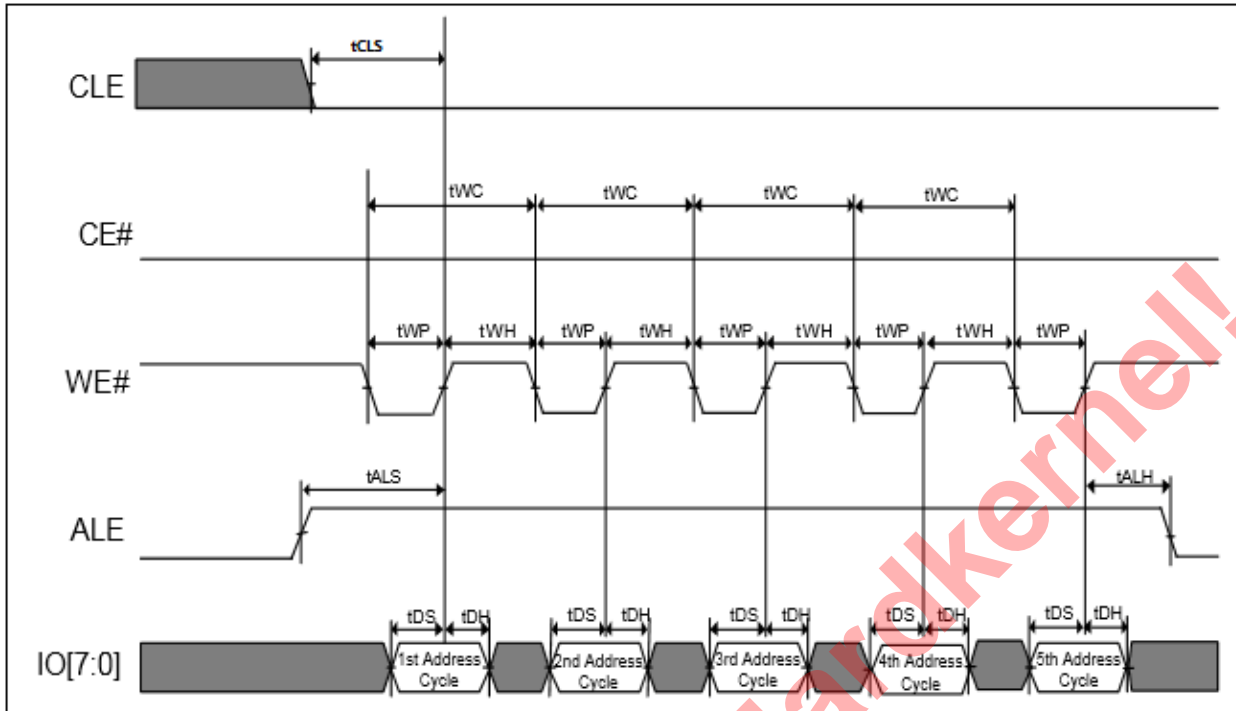 tCLS
CLE
tWC tWC tWC tWC
CE#
tWP tWH tWP tWH tWP tWH tWP tWH tWP
WE#
tALS tALH
ALE
tDS tDH tDS tDH tDS tDH tDS tDH tDS tDH
IO[7:0]
1st Address 2nd Address 3rd Address 4th Address 5th Address
Cycle Cycle Cycle Cycle Cycle
ardkernel!